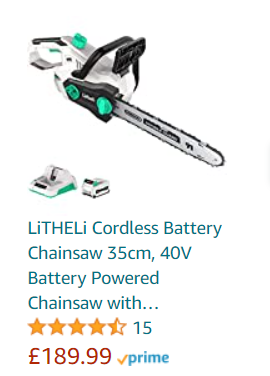 LiTHELi Cordless Battery
Chainsaw 35cm, 40V
Battery Powered
Chainsaw with...
15
£189.99 prime